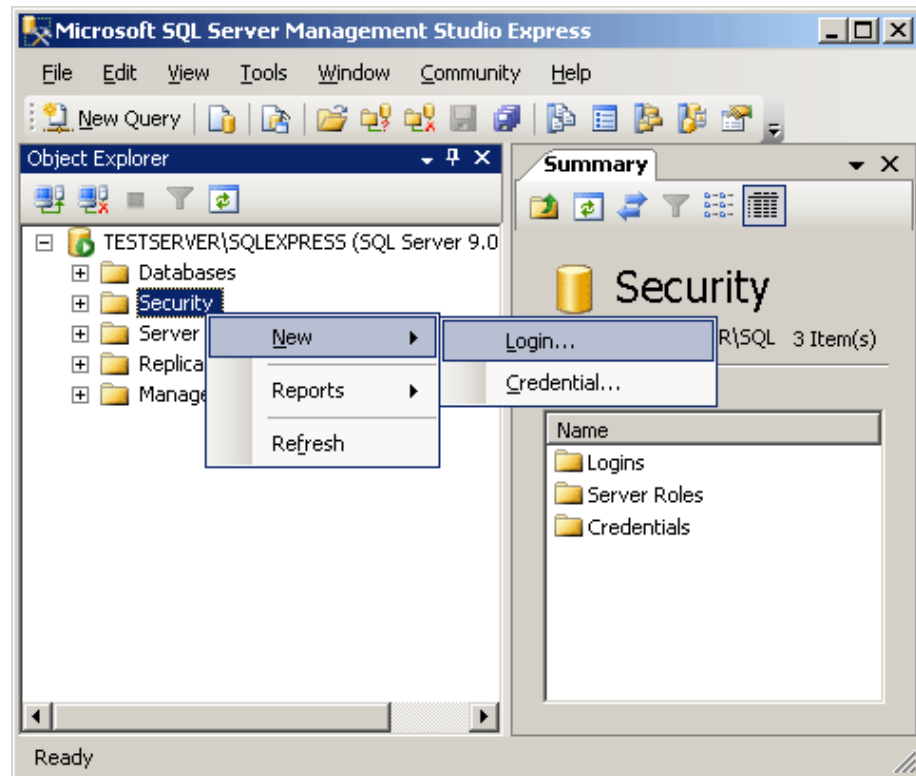 Microsoft SQL Server Management Studio Express
File Edit View Tools Window Community Help
New Query
Object Explorer
Summary
TESTSERVER\SQLEXPRESS (SQL Server 9.0
Databases
Security
Server
Replica
Manage
New
Reports
Refresh
Login...
Credential...
Security
R\SQL 3 Item(s)
Name
Logins
Server Roles
Credentials
Ready